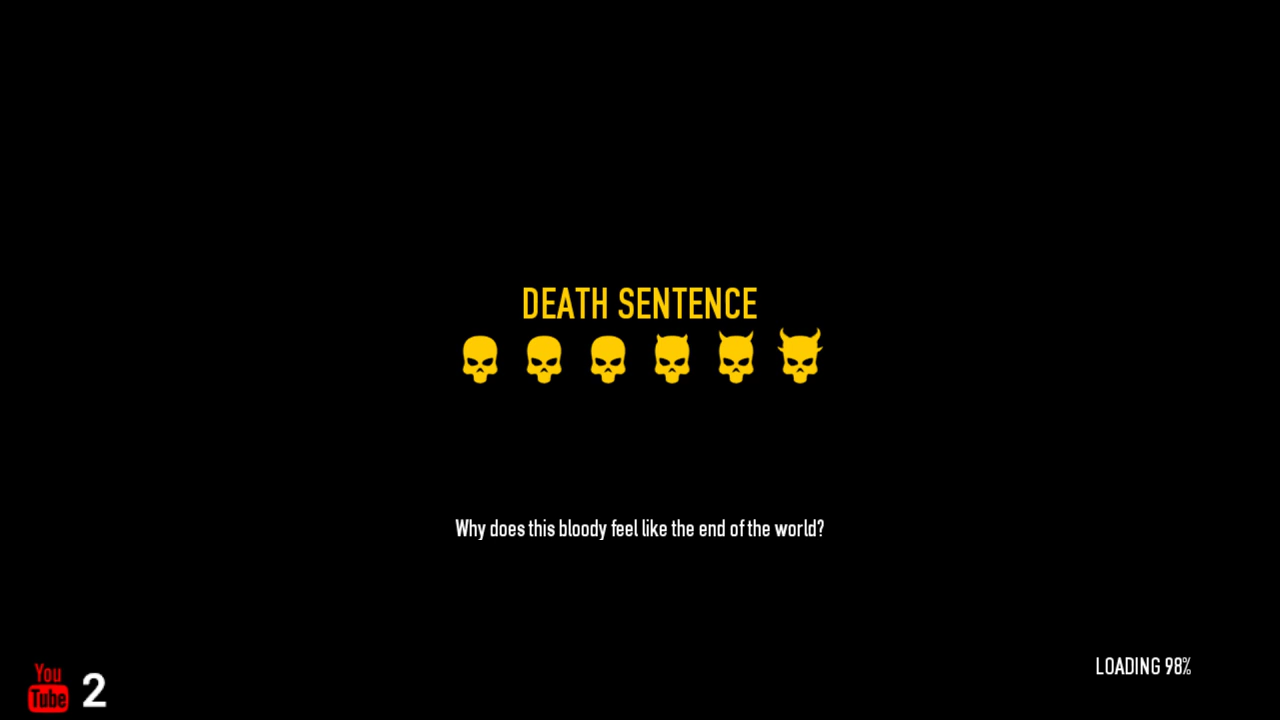 DEATH SENTENCE
Why does this bloody feel like the end of the world?
LOADING 98%
You
Tube 2